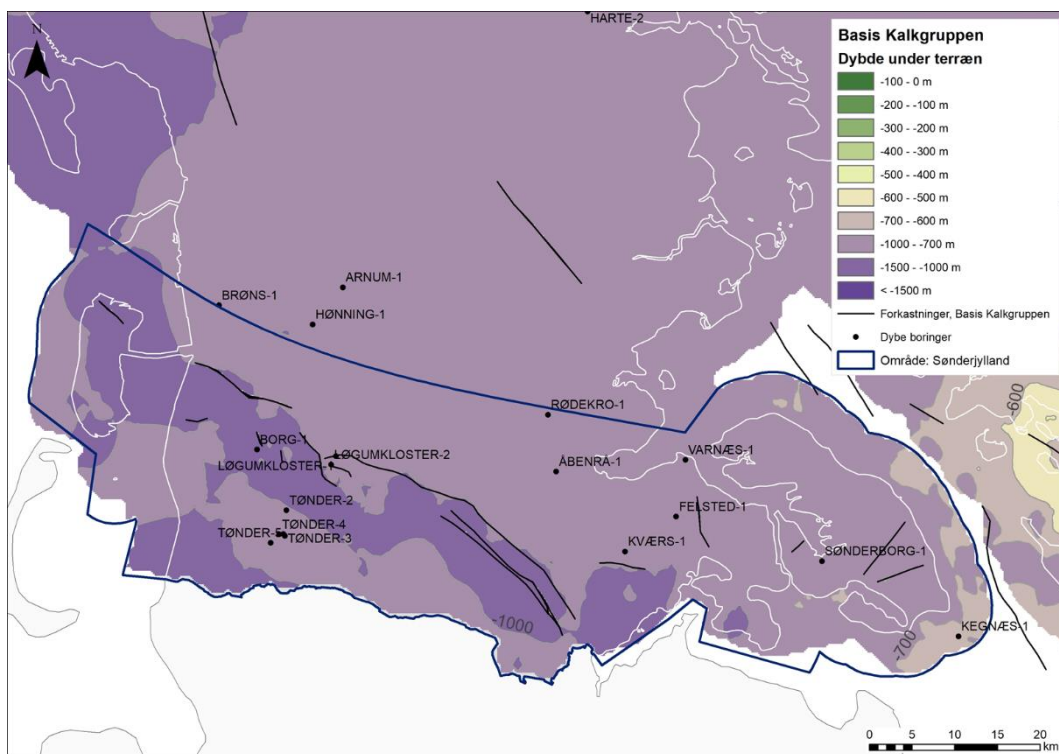 HARTE-2
N
Basis Kalkgruppen
Dybde under terræn
-100 - 0 m
-200 - -100 m
-300 - -200 m
-400 - -300 m
-500 - -400 m
-600 - -500 m
-700 - -600 m
-1000 - -700 m
-1500 - -1000 m
< -1500 m
Forkastninger, Basis Kalkgruppen
Dybe boringer
Område: Sønderjylland
ARNUM-1
BRØNS-1
HØNNING-1
-600
RØDEKRO-1
BORG-1
LØGUMKLOSTER-2
VARNÆS-1
LØGUMKLOSTER-1
ÅBENRÅ-1
TØNDER-2
FELSTED-1
TØNDER-4
TØNDER-5
TØNDER-3
KVÆRS-1
SØNDERBORG-1
-1000
KEGNÆS-1
-700
0 5 10 15 20
km